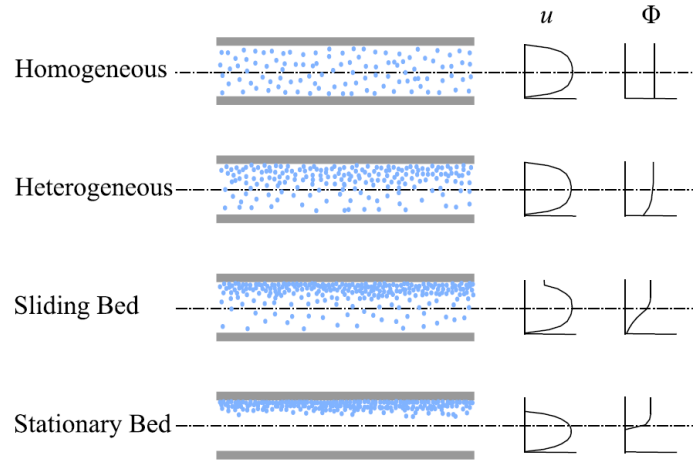 u Φ
Homogeneous
Heterogeneous
Sliding Bed
Stationary Bed